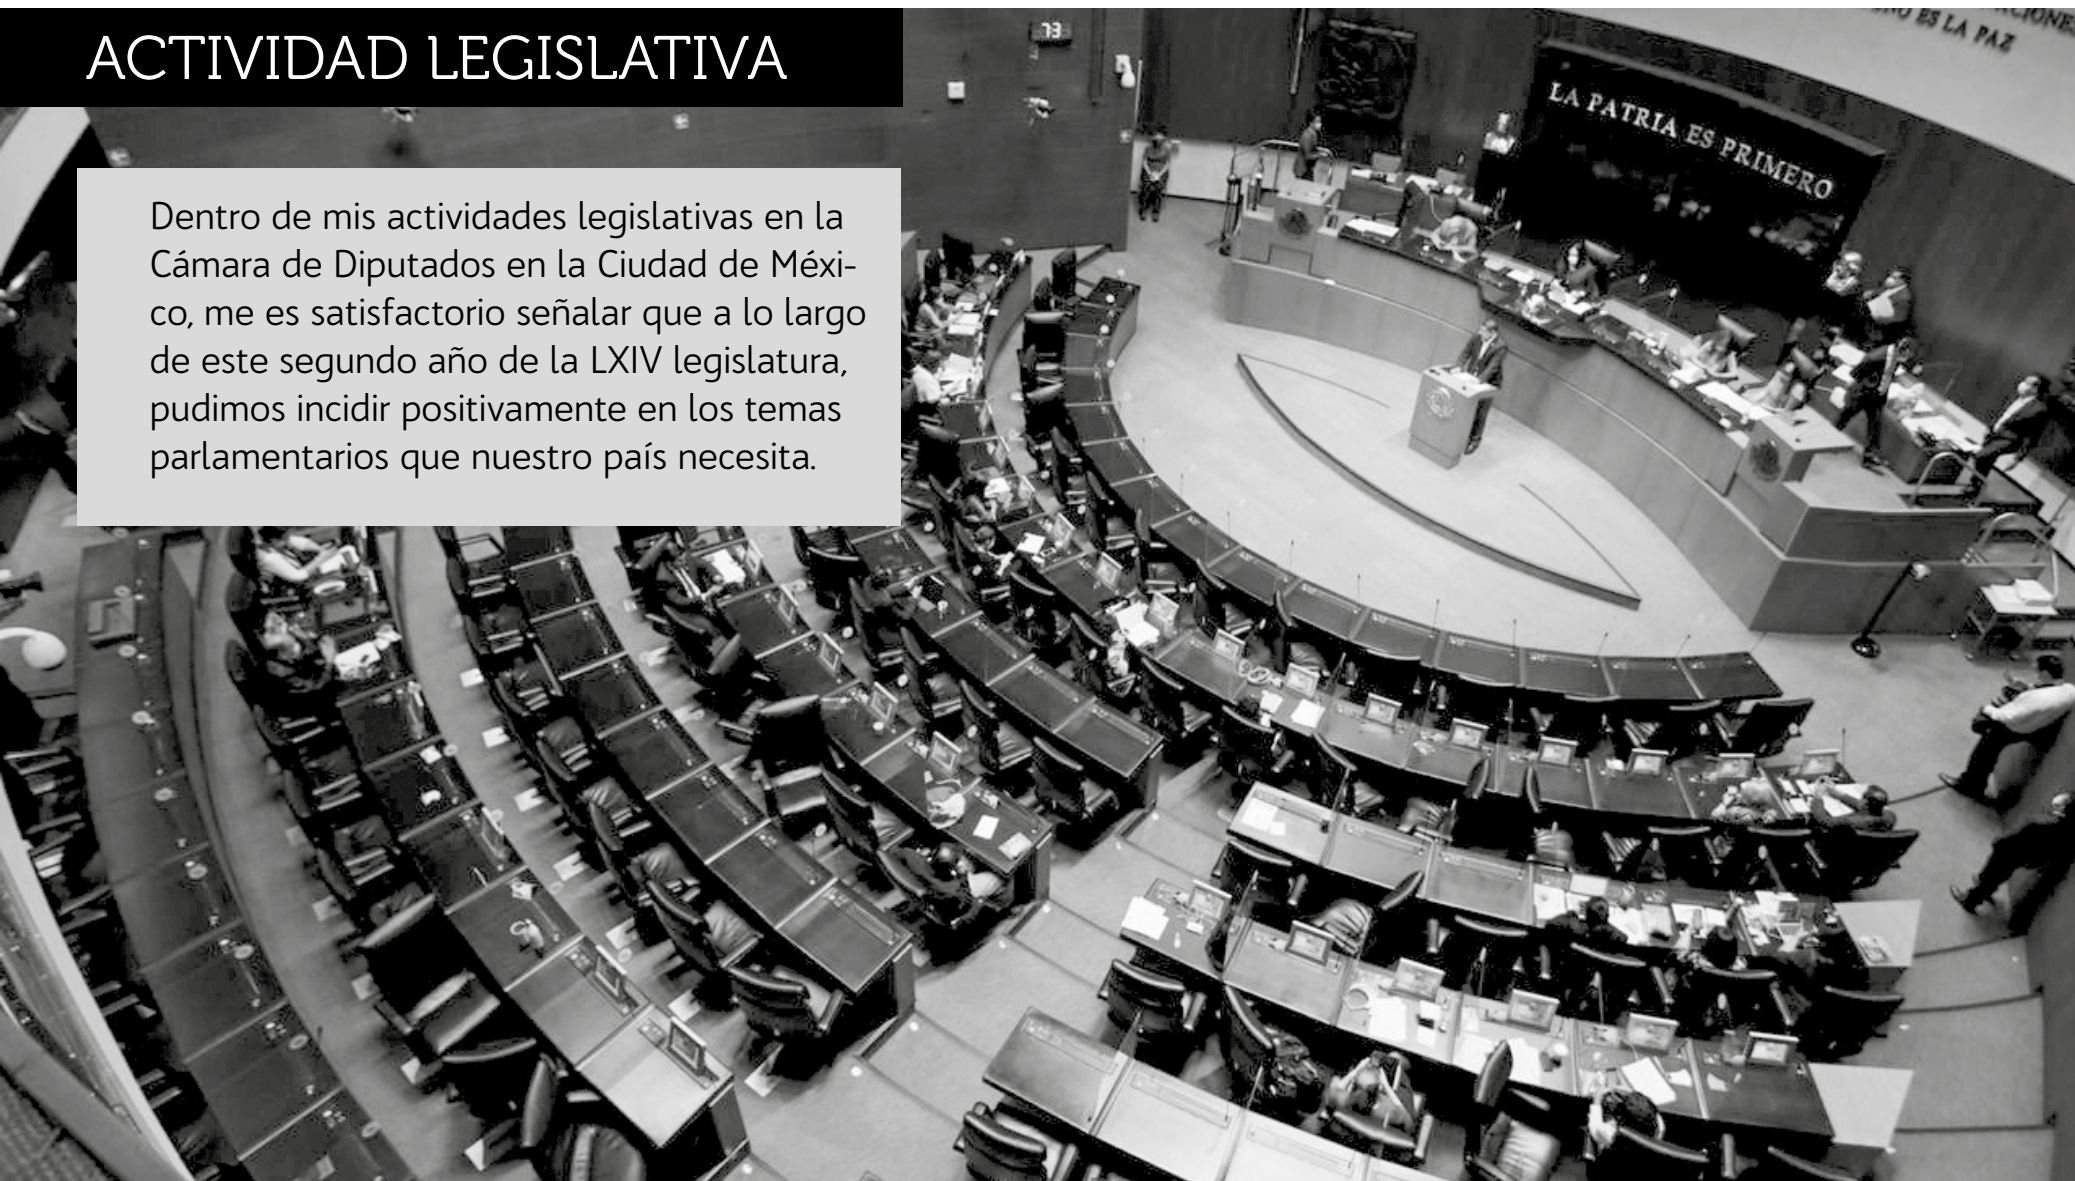 ACTIVIDAD LEGISLATIVA
Dentro de mis actividades legislativas en la
Cámara de Diputados en la Ciudad de Méxi-
co, me es satisfactorio señalar que a lo largo
de este segundo año de la LXIV legislatura,
pudimos incidir positivamente en los temas
parlamentarios que nuestro país necesita.
73
ES LA PAZ
LA PATRIA ES PRIMERO